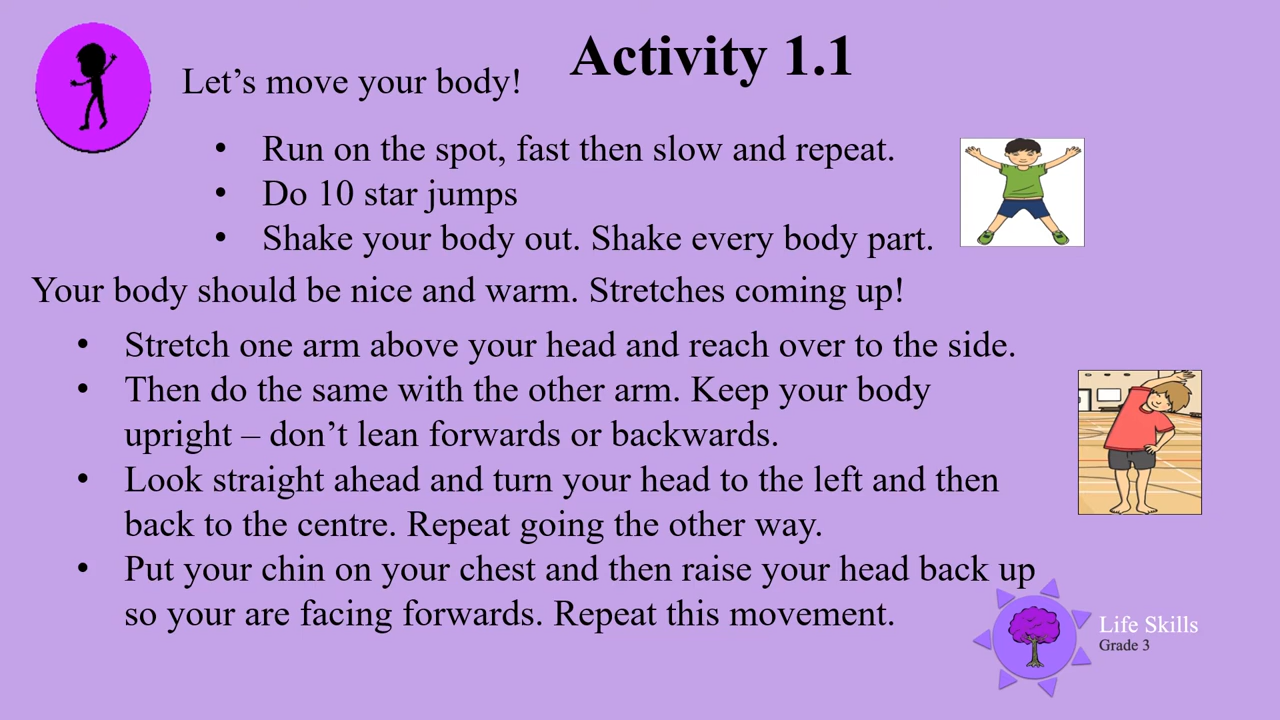 Activity 1.1
Let’s move your body!
• Run on the spot, fast then slow and repeat.
• Do 10 star jumps
• Shake your body out. Shake every body part.
Your body should be nice and warm. Stretches coming up!
• Stretch one arm above your head and reach over to the side.
• Then do the same with the other arm. Keep your body
upright – don’t lean forwards or backwards.
• Look straight ahead and turn your head to the left and then
back to the centre. Repeat going the other way.
• Put your chin on your chest and then raise your head back up
so your are facing forwards. Repeat this movement.
Life Skills
Grade 3